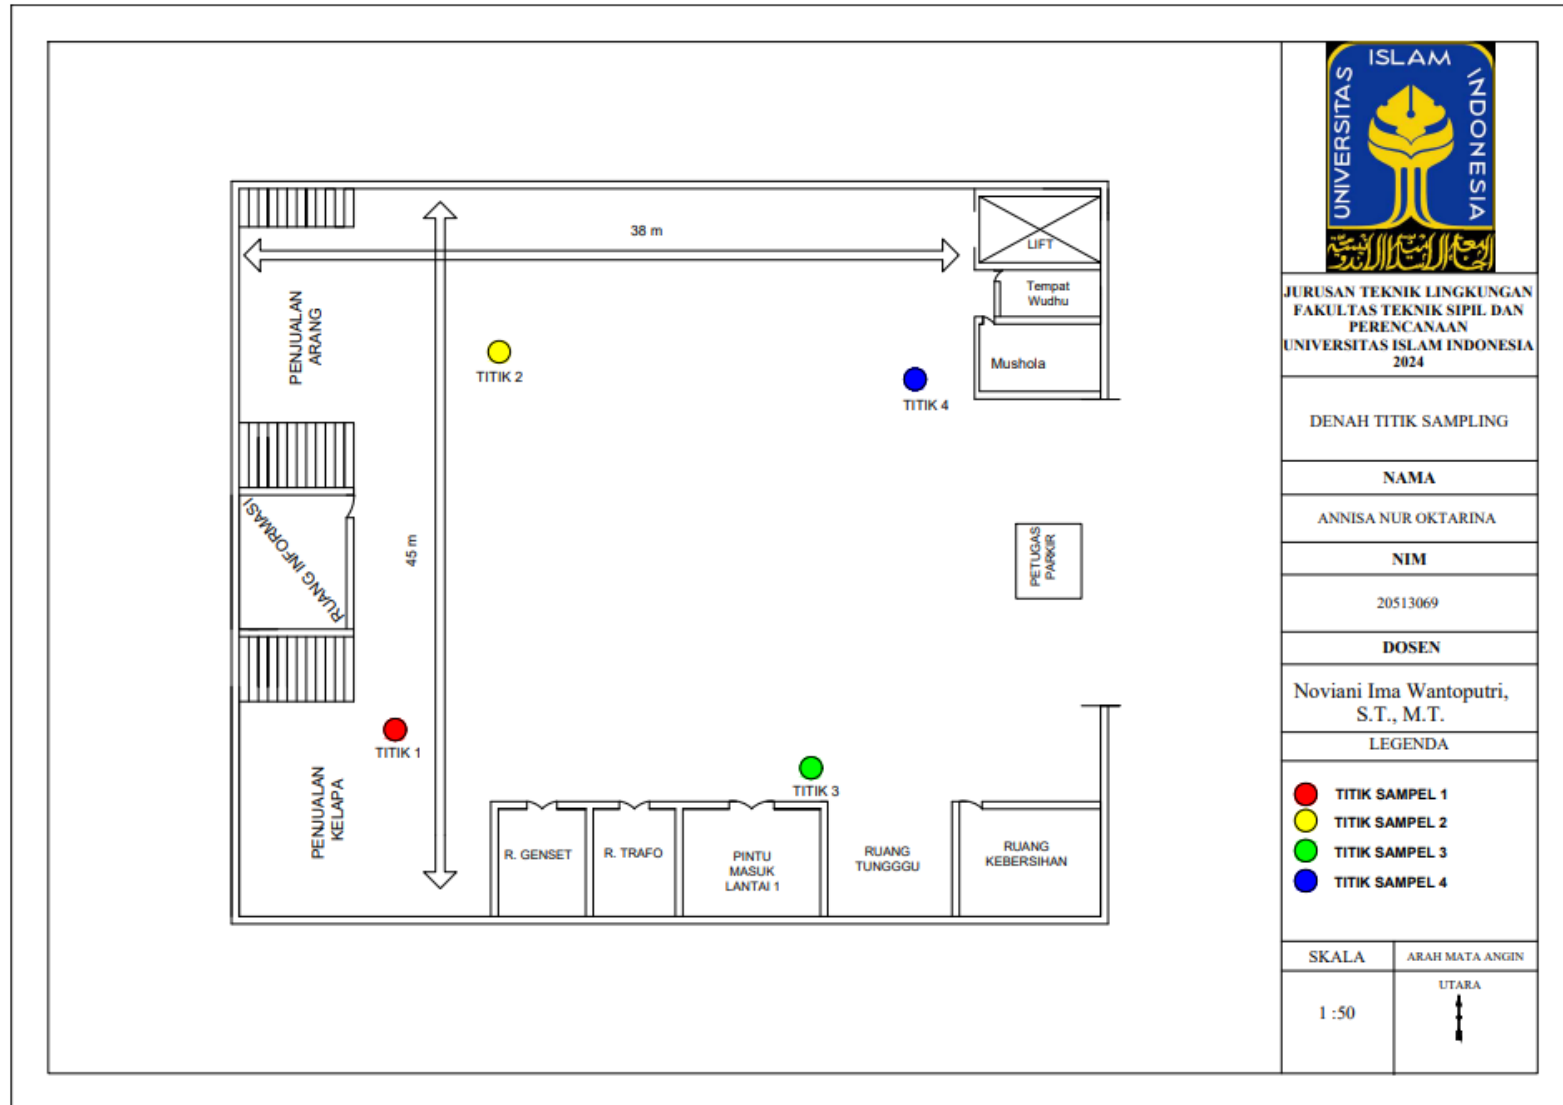 38 m
LIFT
Tempat
Wudhu
Mushola
PENJUALAN
ARANG
TITIK 2
TITIK 4
RUANG INFORMASI
45 m
PETUGAS
PARKIR
TITIK 1
TITIK 3
PENJUALAN
KELAPA
R. GENSET
R. TRAFO
PINTU
MASUK
LANTAI 1
RUANG
TUNGGGU
RUANG
KEBERSIHAN
UNIVERSITAS
ISLAM
INDONESIA
JURUSAN TEKNIK LINGKUNGAN
FAKULTAS TEKNIK SIPIL DAN
PERENCANAAN
UNIVERSITAS ISLAM INDONESIA
2024
DENAH TITIK SAMPLING
NAMA
ANNISA NUR OKTARINA
NIM
20513069
DOSEN
Noviani Ima Wantoputri,
S.T., M.T.
LEGENDA
TITIK SAMPEL 1
TITIK SAMPEL 2
TITIK SAMPEL 3
TITIK SAMPEL 4
SKALA
ARAH MATA ANGIN
1 :50
UTARA